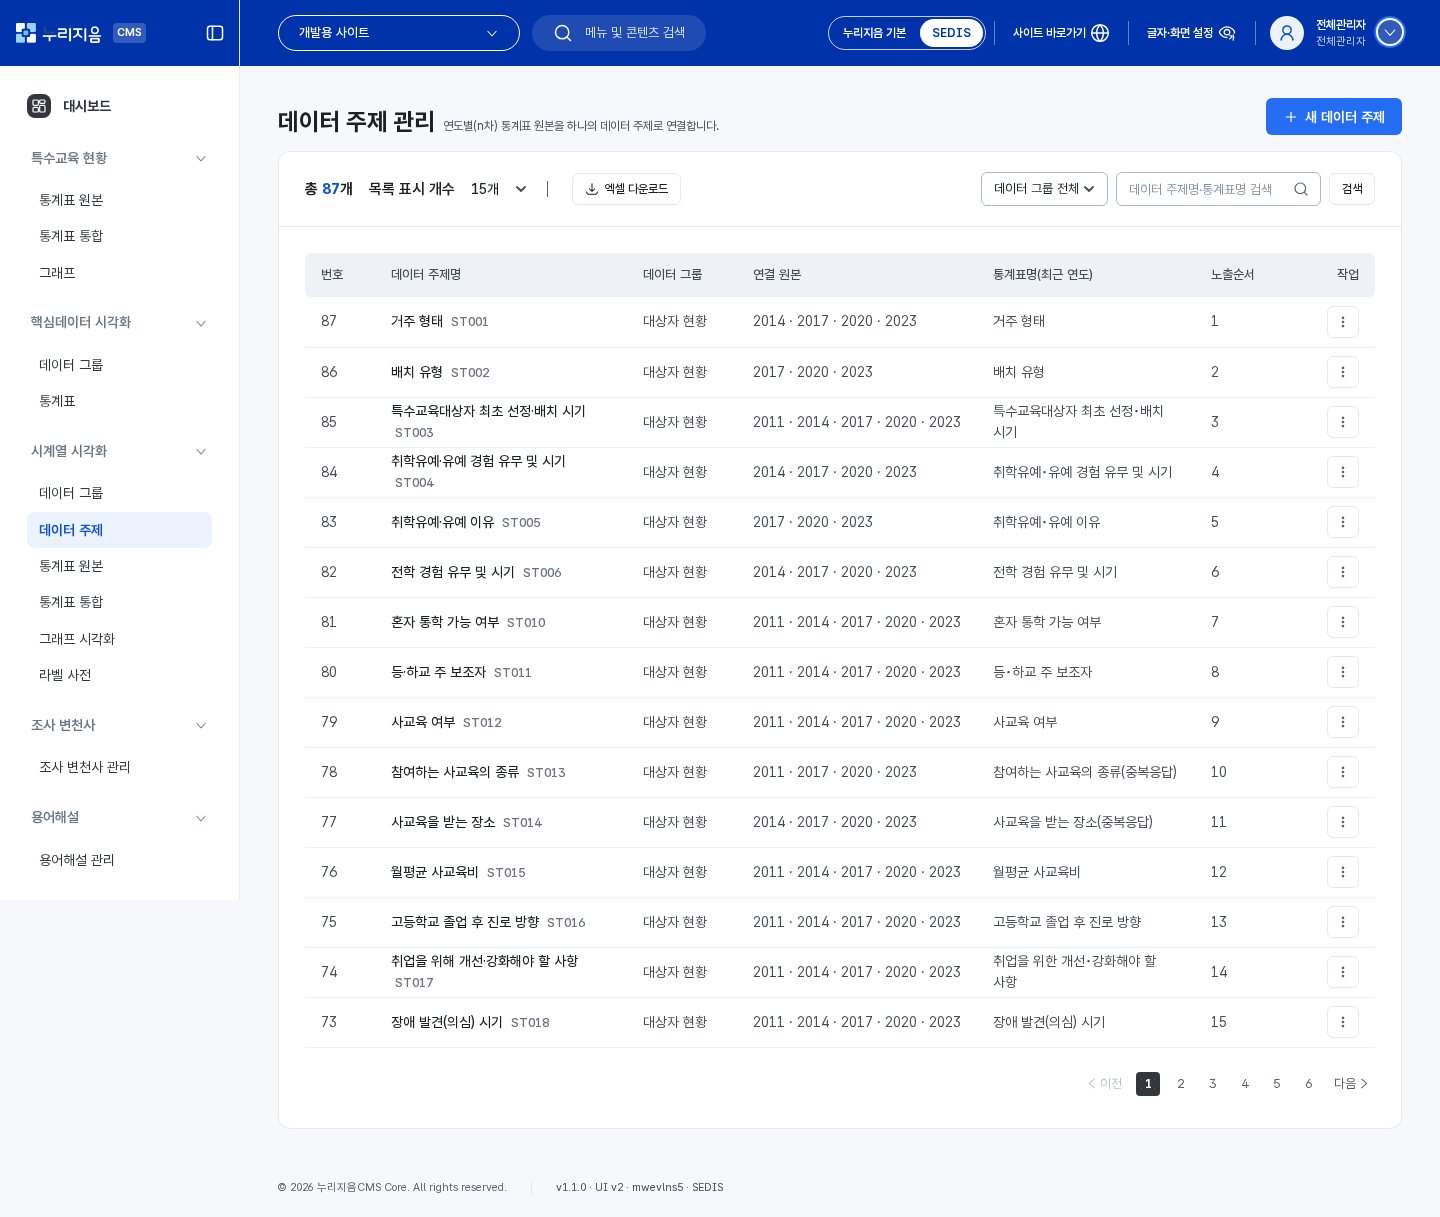 누리지음 CMS
개발용 사이트
메뉴 및 콘텐츠 검색
누리지음 기본 SEDIS
사이트 바로가기
글자·화면 설정
전체관리자
전체관리자
대시보드
특수교육 현황
통계표 원본
통계표 통합
그래프
핵심데이터 시각화
데이터 그룹
통계표
시계열 시각화
데이터 그룹
데이터 주제
통계표 원본
통계표 통합
그래프 시각화
라벨 사전
조사 변천사
조사 변천사 관리
용어해설
용어해설 관리
데이터 주제 관리 연도별(n차) 통계표 원본을 하나의 데이터 주제로 연결합니다.
새 데이터 주제
총 87개 목록 표시 개수 15개 엑셀 다운로드 데이터 그룹 전체 데이터 주제명·통계표명 검색 검색
번호 데이터 주제명 데이터 그룹 연결 원본 통계표명(최근 연도) 노출순서 작업
87 거주 형태 ST001 대상자 현황 2014 · 2017 · 2020 · 2023 거주 형태 1
86 배치 유형 ST002 대상자 현황 2017 · 2020 · 2023 배치 유형 2
85 특수교육대상자 최초 선정·배치 시기 ST003 대상자 현황 2011 · 2014 · 2017 · 2020 · 2023 특수교육대상자 최초 선정·배치 시기 3
84 취학유예·유예 경험 유무 및 시기 ST004 대상자 현황 2014 · 2017 · 2020 · 2023 취학유예·유예 경험 유무 및 시기 4
83 취학유예·유예 이유 ST005 대상자 현황 2017 · 2020 · 2023 취학유예·유예 이유 5
82 전학 경험 유무 및 시기 ST006 대상자 현황 2014 · 2017 · 2020 · 2023 전학 경험 유무 및 시기 6
81 혼자 통학 가능 여부 ST010 대상자 현황 2011 · 2014 · 2017 · 2020 · 2023 혼자 통학 가능 여부 7
80 등·하교 주 보조자 ST011 대상자 현황 2011 · 2014 · 2017 · 2020 · 2023 등·하교 주 보조자 8
79 사교육 여부 ST012 대상자 현황 2011 · 2014 · 2017 · 2020 · 2023 사교육 여부 9
78 참여하는 사교육의 종류 ST013 대상자 현황 2011 · 2017 · 2020 · 2023 참여하는 사교육의 종류(중복응답) 10
77 사교육을 받는 장소 ST014 대상자 현황 2014 · 2017 · 2020 · 2023 사교육을 받는 장소(중복응답) 11
76 월평균 사교육비 ST015 대상자 현황 2011 · 2014 · 2017 · 2020 · 2023 월평균 사교육비 12
75 고등학교 졸업 후 진로 방향 ST016 대상자 현황 2011 · 2014 · 2017 · 2020 · 2023 고등학교 졸업 후 진로 방향 13
74 취업을 위해 개선·강화해야 할 사항 ST017 대상자 현황 2011 · 2014 · 2017 · 2020 · 2023 취업을 위한 개선·강화해야 할 사항 14
73 장애 발견(의심) 시기 ST018 대상자 현황 2011 · 2014 · 2017 · 2020 · 2023 장애 발견(의심) 시기 15
이전 1 2 3 4 5 6 다음
© 2026 누리지음CMS Core. All rights reserved. v1.1.0 · UI v2 · mwevlns5 · SEDIS